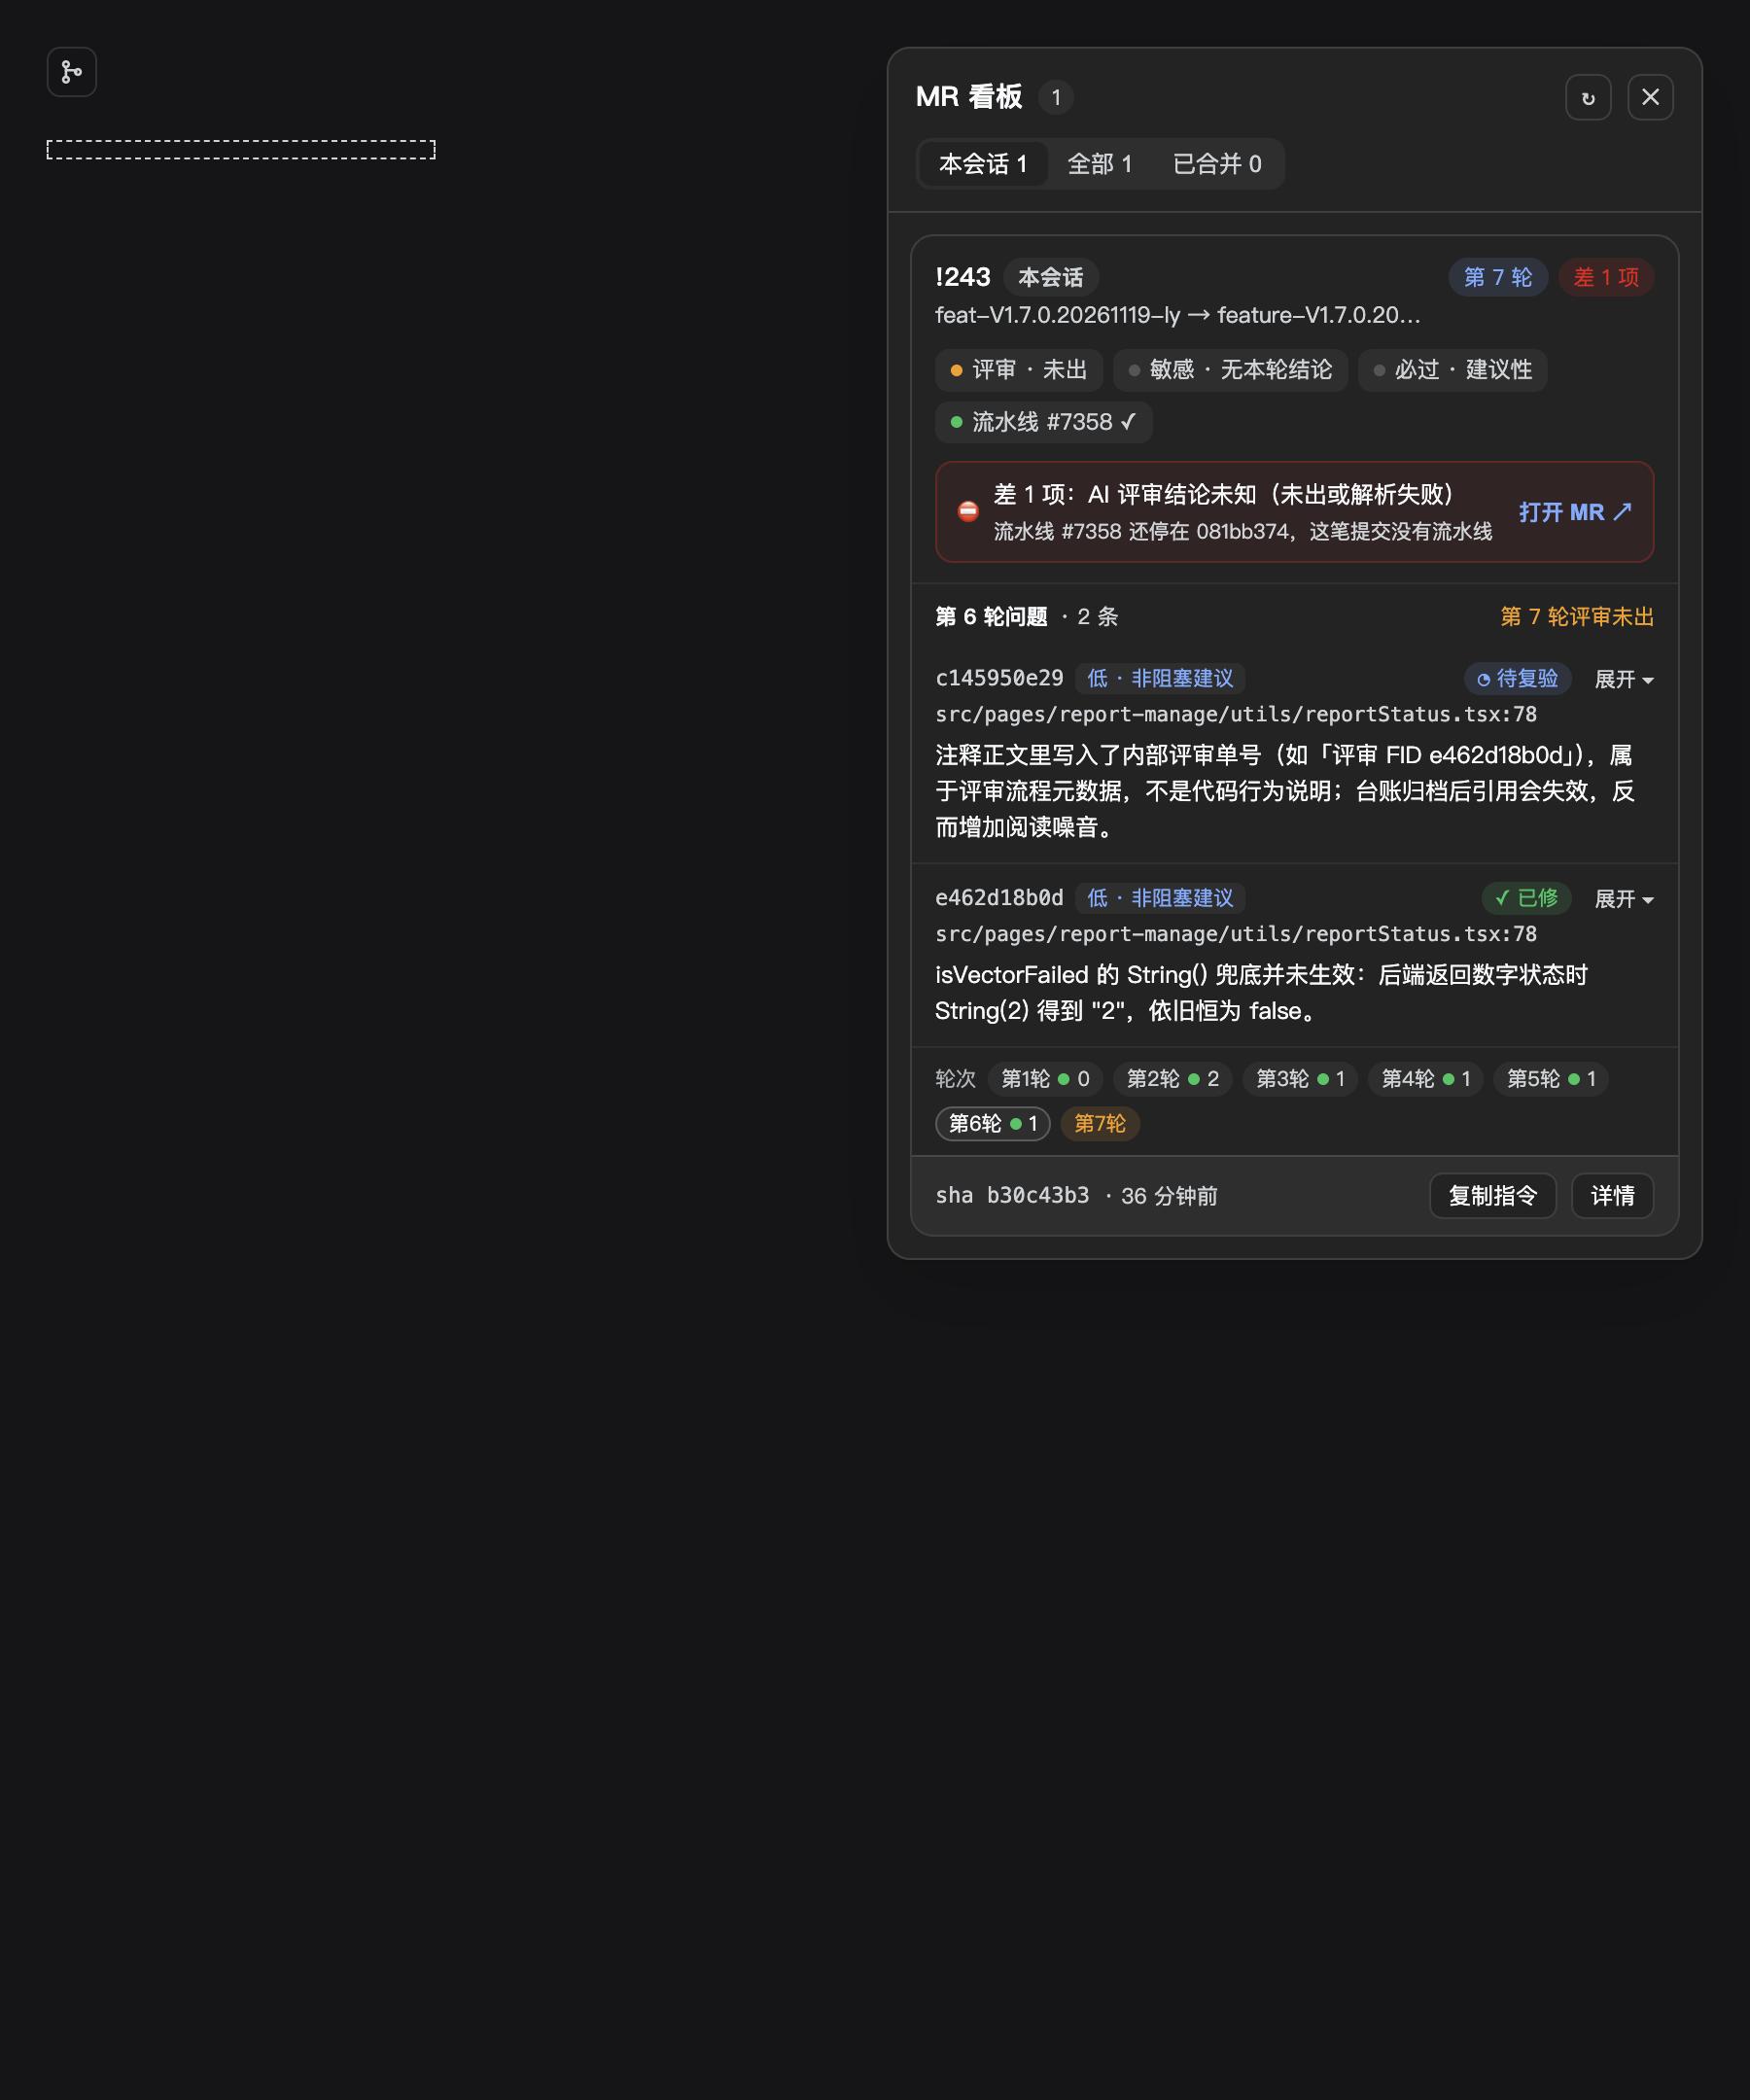 MR 看板 1
本会话 1 全部 1 已合并 0
!243 本会话 第 7 轮 差 1 项
feat-V1.7.0.20261119-ly → feature-V1.7.0.20…
评审 · 未出 敏感 · 无本轮结论 必过 · 建议性
流水线 #7358 ✓
差 1 项：AI 评审结论未知（未出或解析失败）
流水线 #7358 还停在 081bb374，这笔提交没有流水线
打开 MR ↗
第 6 轮问题 · 2 条 第 7 轮评审未出
c145950e29 低 · 非阻塞建议 待复验 展开
src/pages/report-manage/utils/reportStatus.tsx:78
注释正文里写入了内部评审单号（如「评审 FID e462d18b0d」），属
于评审流程元数据，不是代码行为说明；台账归档后引用会失效，反
而增加阅读噪音。
e462d18b0d 低 · 非阻塞建议 ✓ 已修 展开
src/pages/report-manage/utils/reportStatus.tsx:78
isVectorFailed 的 String() 兜底并未生效：后端返回数字状态时
String(2) 得到 "2"，依旧恒为 false。
轮次 第1轮 0 第2轮 2 第3轮 1 第4轮 1 第5轮 1
第6轮 1 第7轮
sha b30c43b3 · 36 分钟前 复制指令 详情